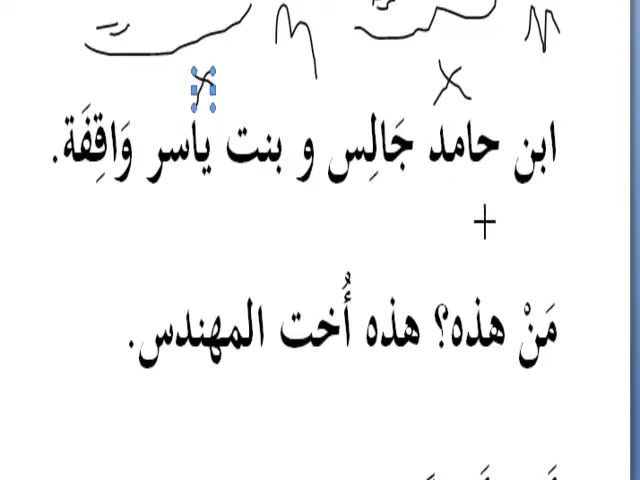 ابن حامد جَالِس و بنت ياسر وَاقِفَة.
مَنْ هذه؟ هذه أُخت المهندس.